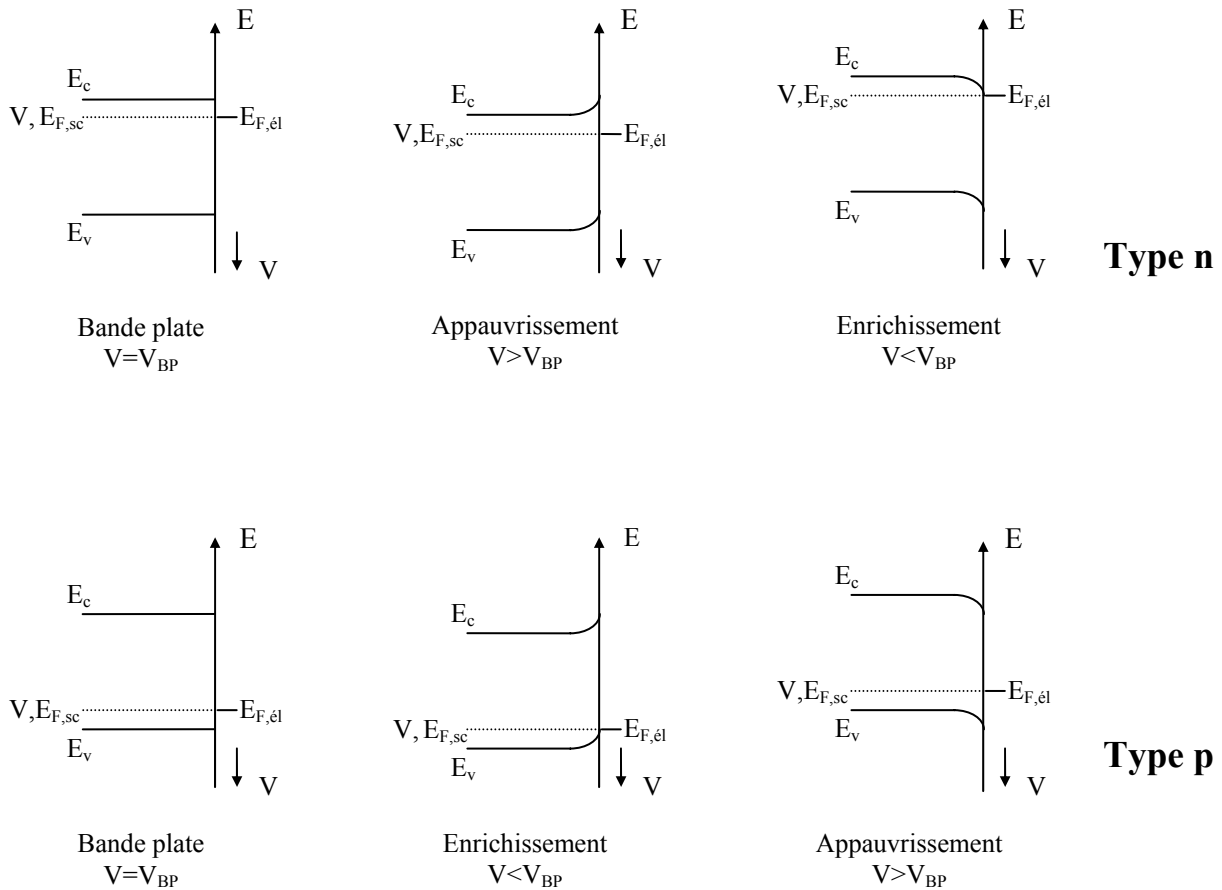 E
E_c
V, E_F,sc
E_F,él
E_v
V
Bande plate
V=V_BP
E
E_c
V,E_F,sc
E_F,él
E_v
V
Appauvrissement
V>V_BP
E
E_c
V,E_F,sc
E_F,él
E_v
V
Enrichissement
V<V_BP
Type n
E
E_c
V,E_F,sc
E_F,él
E_v
V
Bande plate
V=V_BP
E
E_c
V, E_F,sc
E_F,él
E_v
V
Enrichissement
V<V_BP
E
E_c
V,E_F,sc
E_F,él
E_v
V
Appauvrissement
V>V_BP
Type p